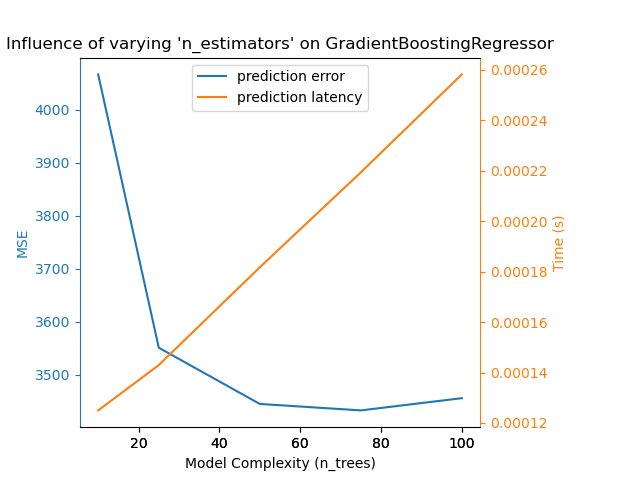 Influence of varying 'n_estimators' on GradientBoostingRegressor
prediction error
prediction latency
MSE
4000
3900
3800
3700
3600
3500
0.00026
0.00024
0.00022
0.00020
0.00018
0.00016
0.00014
0.00012
Time (s)
20 40 60 80 100
Model Complexity (n_trees)